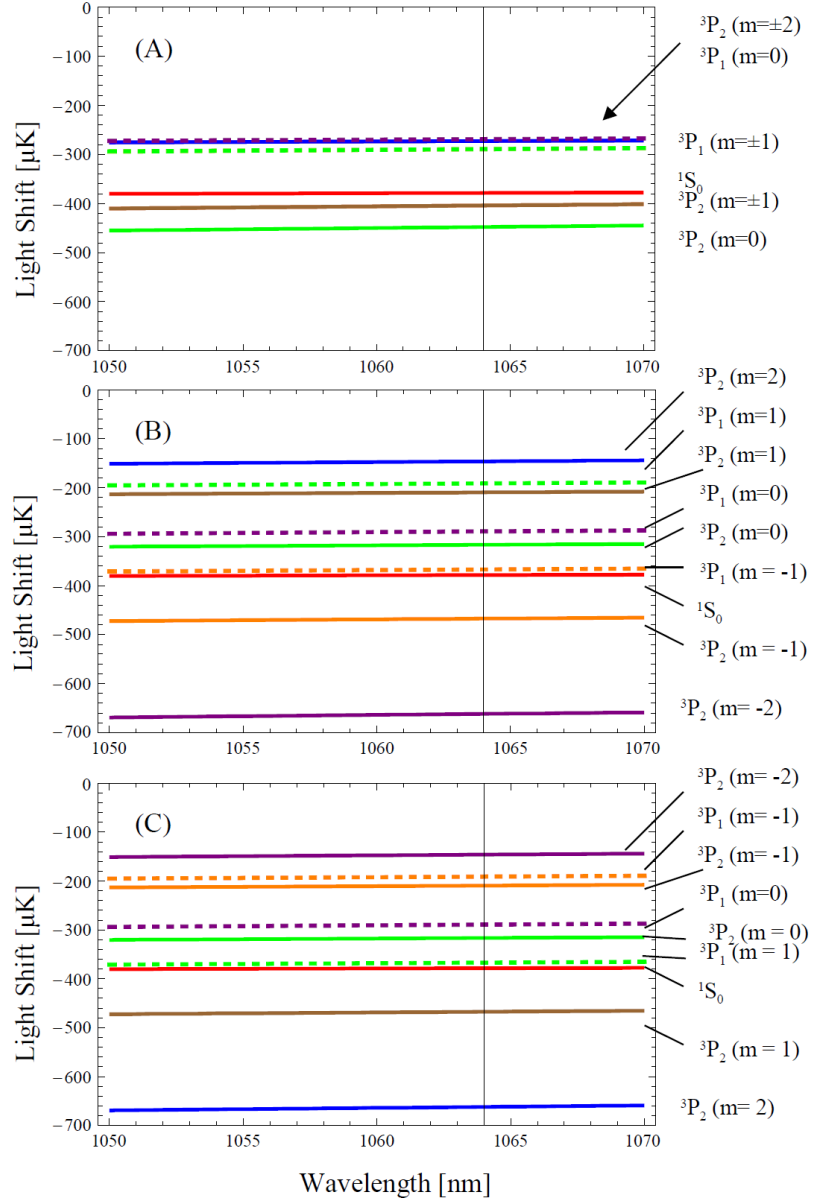 0
−100
−200
−300
−400
−500
−600
−700
Light Shift [μK]
(A)
1050
1055
1060
1065
1070
³P₂ (m=±2)
³P₁ (m=0)
³P₁ (m=±1)
¹S₀
³P₂ (m=±1)
³P₂ (m=0)
0
−100
−200
−300
−400
−500
−600
−700
Light Shift [μK]
(B)
1050
1055
1060
1065
1070
³P₂ (m=2)
³P₁ (m=1)
³P₂ (m=1)
³P₁ (m=0)
³P₂ (m=0)
³P₁ (m = -1)
¹S₀
³P₂ (m = -1)
³P₂ (m= -2)
0
−100
−200
−300
−400
−500
−600
−700
Light Shift [μK]
(C)
1050
1055
1060
1065
1070
³P₂ (m= -2)
³P₁ (m= -1)
³P₂ (m= -1)
³P₁ (m=0)
³P₂ (m = 0)
³P₁ (m = 1)
¹S₀
³P₂ (m = 1)
³P₂ (m= 2)
Wavelength [nm]